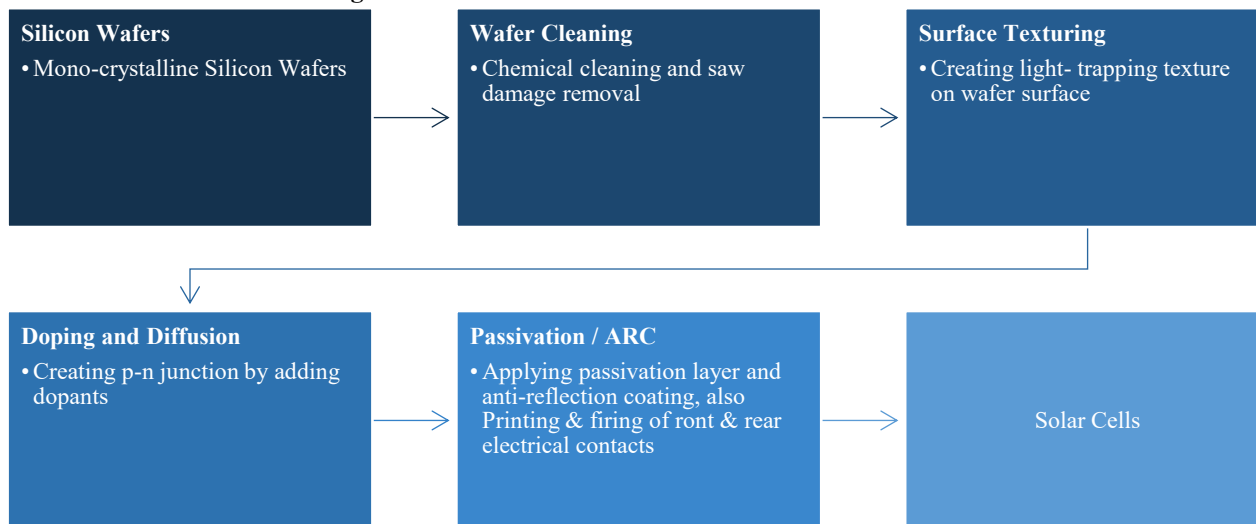 Silicon Wafers
• Mono-crystalline Silicon Wafers
Wafer Cleaning
• Chemical cleaning and saw
damage removal
Surface Texturing
• Creating light- trapping texture
on wafer surface
Doping and Diffusion
• Creating p-n junction by adding
dopants
Passivation / ARC
• Applying passivation layer and
anti-reflection coating, also
Printing & firing of ront & rear
electrical contacts
Solar Cells